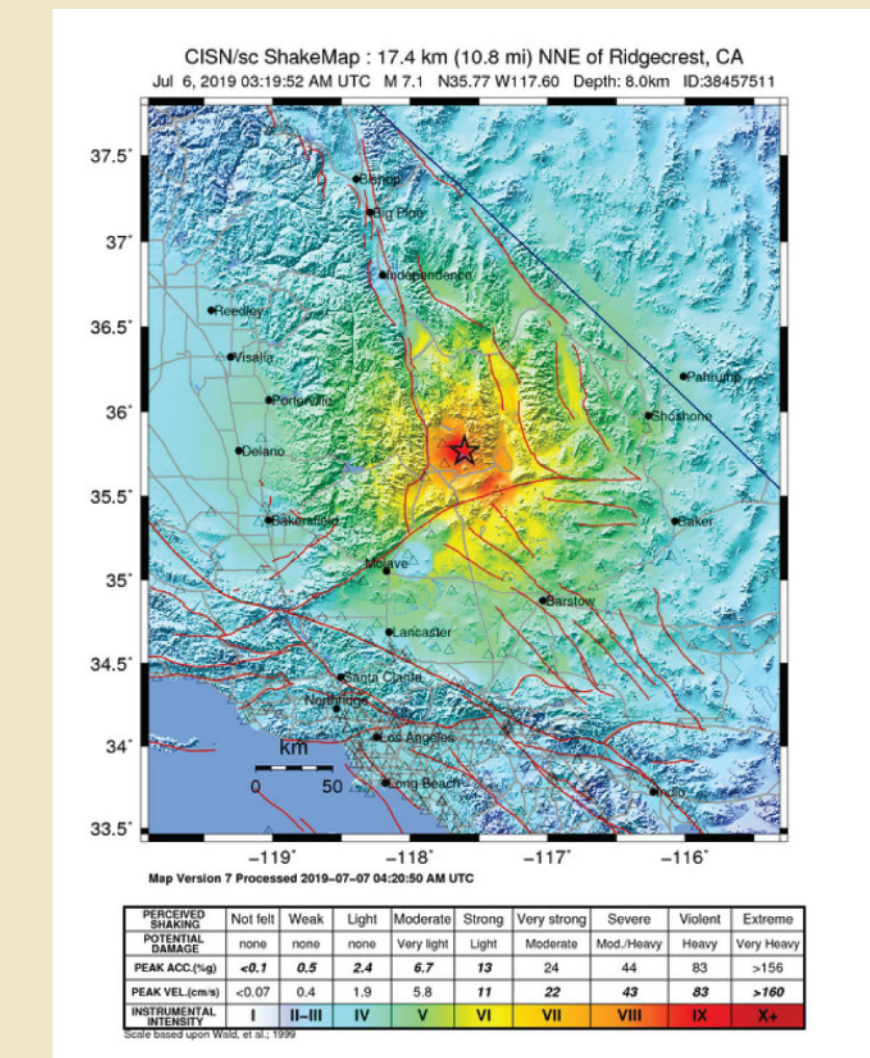 CISN/sc ShakeMap : 17.4 km (10.8 mi) NNE of Ridgecrest, CA
Jul 6, 2019 03:19:52 AM UTC M 7.1 N35.77 W117.60 Depth: 8.0km ID:38457511
37.5°
Bishop
Big Pine
37°
Independence
36.5°
Reedley
Visalia
Pahrump
36°
Porterville
Shoshone
Delano
35.5°
Bakersfield
Baker
35°
Mojave
Barstow
Lancaster
34.5°
Santa Clarita
Northridge
34°
Los Angeles
km
0 50
Long Beach
Indio
33.5°
−119° −118° −117° −116°
Map Version 7 Processed 2019−07−07 04:20:50 AM UTC
PERCEIVED SHAKING Not felt Weak Light Moderate Strong Very strong Severe Violent Extreme
POTENTIAL DAMAGE none none none Very light Light Moderate Mod./Heavy Heavy Very Heavy
PEAK ACC.(%g) <0.1 0.5 2.4 6.7 13 24 44 83 >156
PEAK VEL.(cm/s) <0.07 0.4 1.9 5.8 11 22 43 83 >160
INSTRUMENTAL INTENSITY I II−III IV V VI VII VIII IX X+
Scale based upon Wald, et al.; 1999